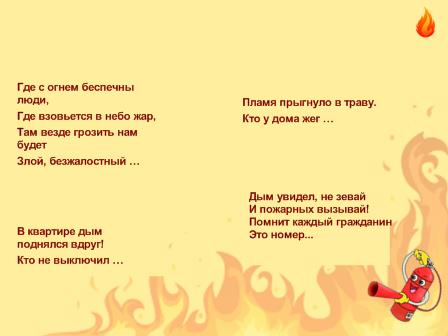 Где с огнем беспечны
люди,
Где взовьется в небо жар,
Там везде грозить нам
будет
Злой, безжалостный …
В квартире дым
поднялся вдруг!
Кто не выключил …
Пламя прыгнуло в траву.
Кто у дома жег …
Дым увидел, не зевай
И пожарных вызывай!
Помнит каждый гражданин
Это номер...